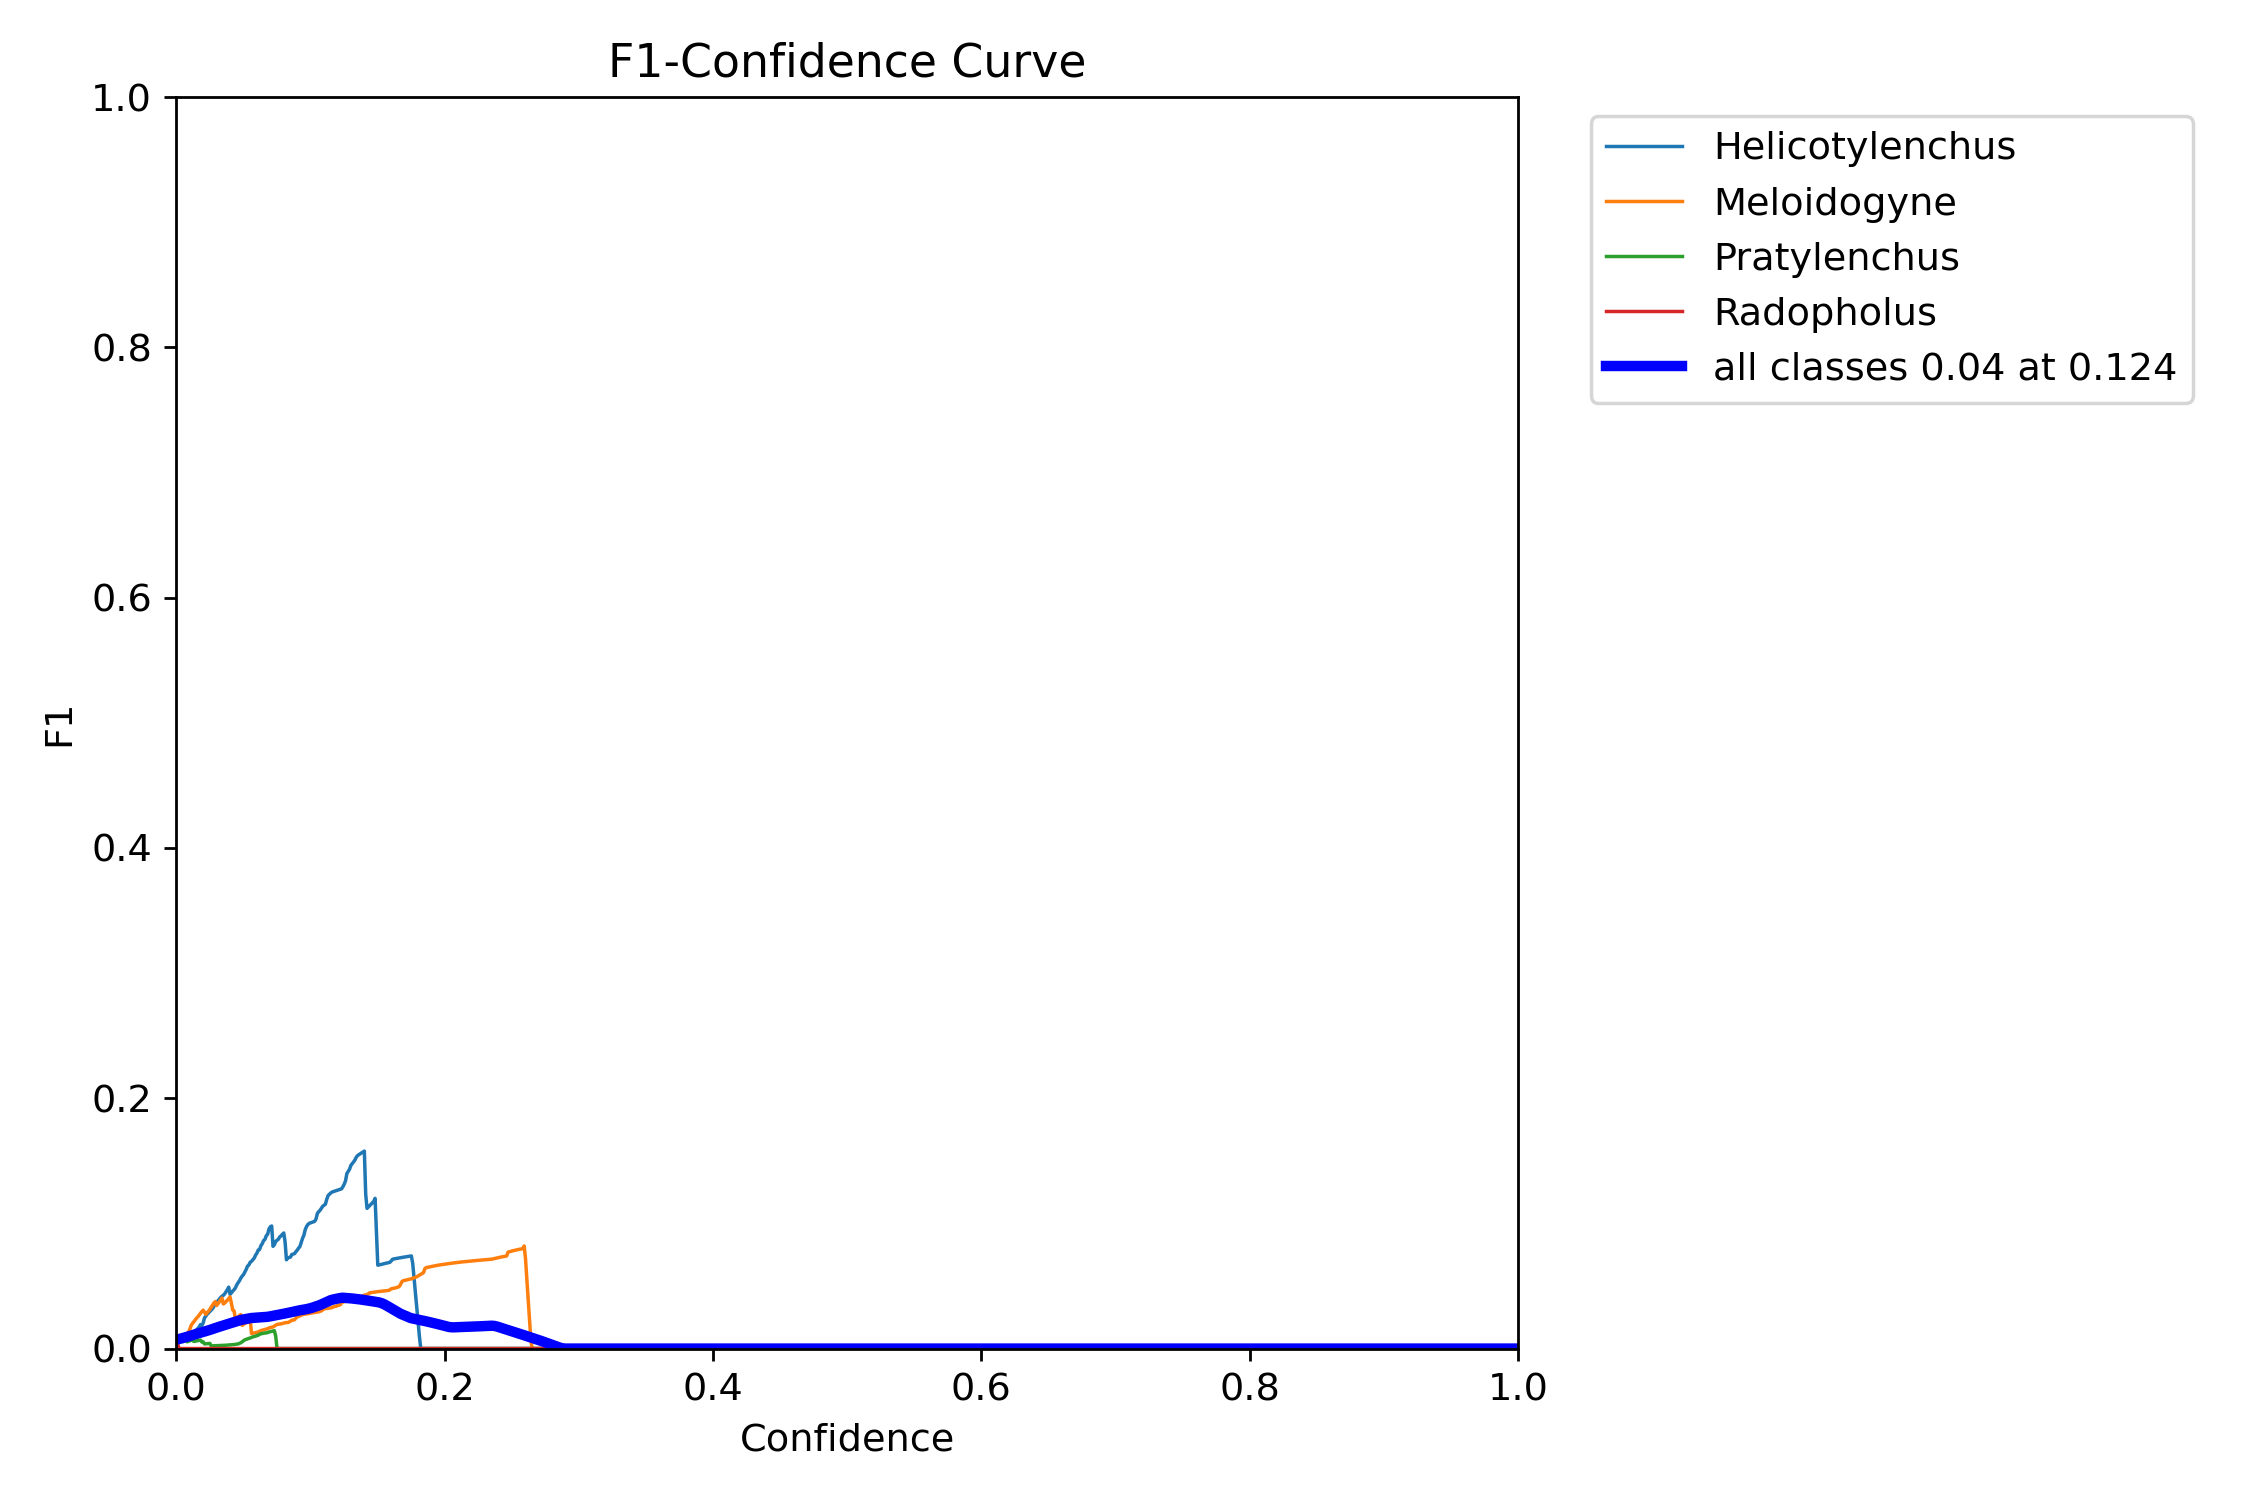 F1-Confidence Curve
1.0
0.8
0.6
0.4
0.2
0.0
F1
0.0 0.2 0.4 0.6 0.8 1.0
Confidence
Helicotylenchus
Meloidogyne
Pratylenchus
Radopholus
all classes 0.04 at 0.124